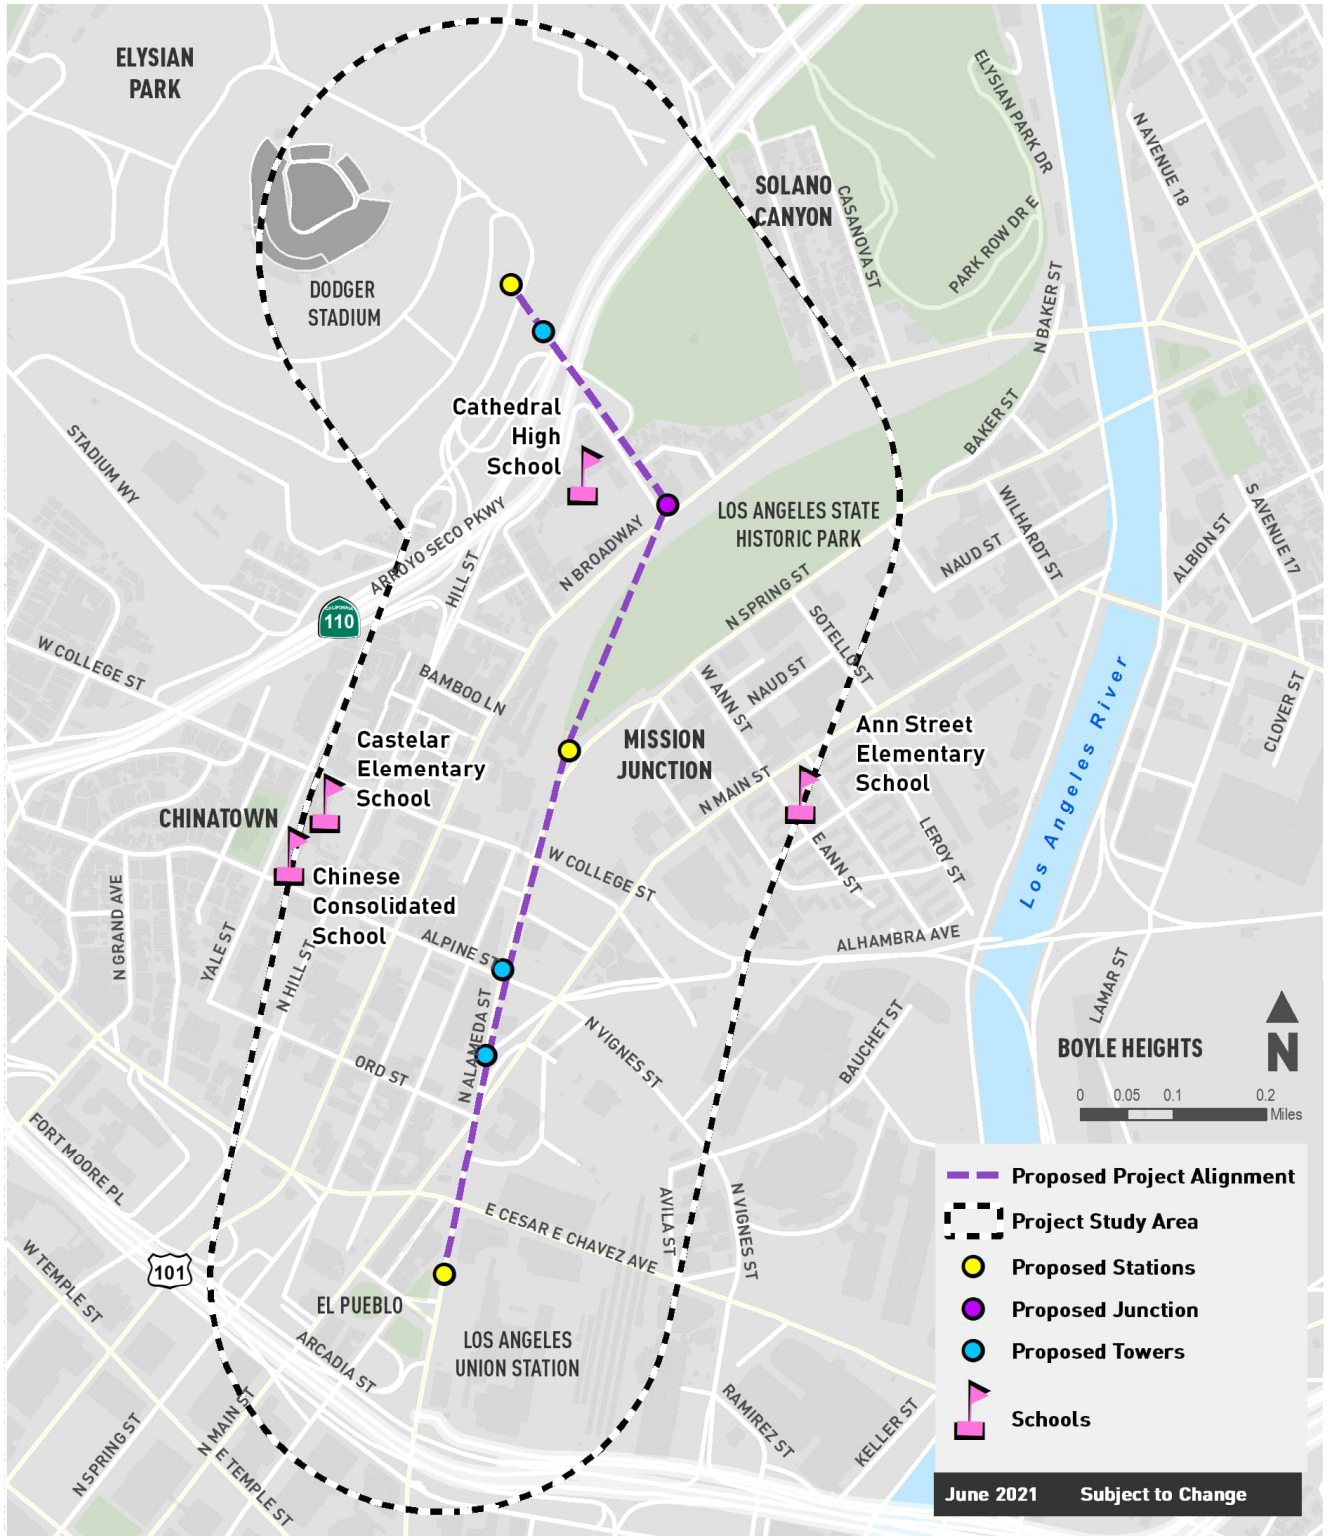 ELYSIAN
PARK
ELYSIAN PARK DR
N AVENUE 18
SOLANO
CANYON
CASANOVA ST
PARK ROW DR E
DODGER
STADIUM
N BAKER ST
Cathedral
High
School
STADIUM WY
BAKER ST
ARROYO SECO PKWY
HILL ST
N BROADWAY
LOS ANGELES STATE
HISTORIC PARK
WILHARDT ST
NAUD ST
ALBION ST
S AVENUE 17
CALIFORNIA
110
N SPRING ST
SOTELLO ST
W COLLEGE ST
BAMBOO LN
W ANN ST
NAUD ST
Los Angeles River
CLOVER ST
Castelar
Elementary
School
MISSION
JUNCTION
N MAIN ST
Ann Street
Elementary
School
CHINATOWN
E ANN ST
LEROY ST
W COLLEGE ST
Chinese
Consolidated
School
N GRAND AVE
YALE ST
N HILL ST
ALPINE ST
ALHAMBRA AVE
LAMAR ST
N ALAMEDA ST
N VIGNES ST
BAUCHET ST
BOYLE HEIGHTS
N
ORD ST
0 0.05 0.1 0.2
Miles
FORT MOORE PL
AVILA ST
N VIGNES ST
E CESAR E CHAVEZ AVE
W TEMPLE ST
101
EL PUEBLO
ARCADIA ST
LOS ANGELES
UNION STATION
N SPRING ST
N MAIN ST
E TEMPLE ST
RAMIREZ ST
KELLER ST
Proposed Project Alignment
Project Study Area
Proposed Stations
Proposed Junction
Proposed Towers
Schools
June 2021 Subject to Change